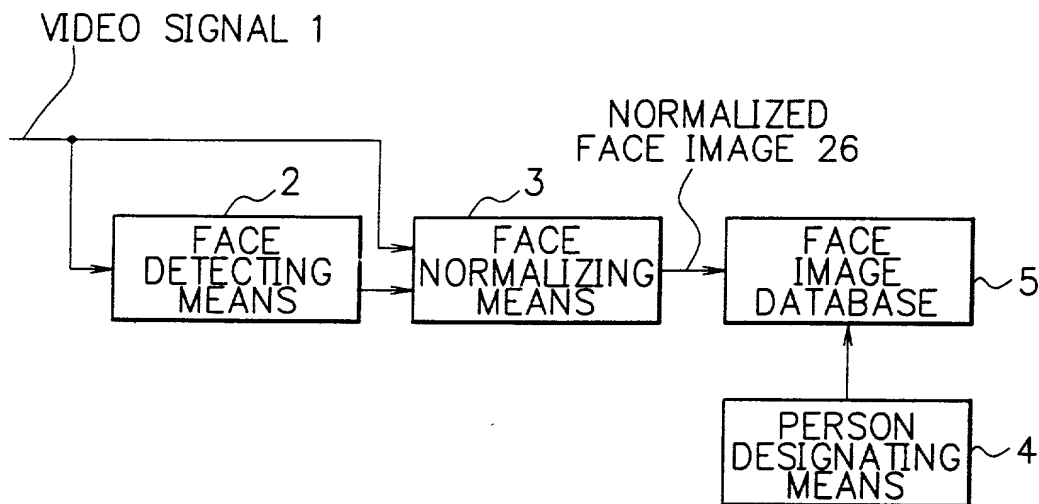 VIDEO SIGNAL 1
NORMALIZED
FACE IMAGE 26
2
FACE
DETECTING
MEANS
3
FACE
NORMALIZING
MEANS
FACE
IMAGE
DATABASE
5
PERSON
DESIGNATING
MEANS
4